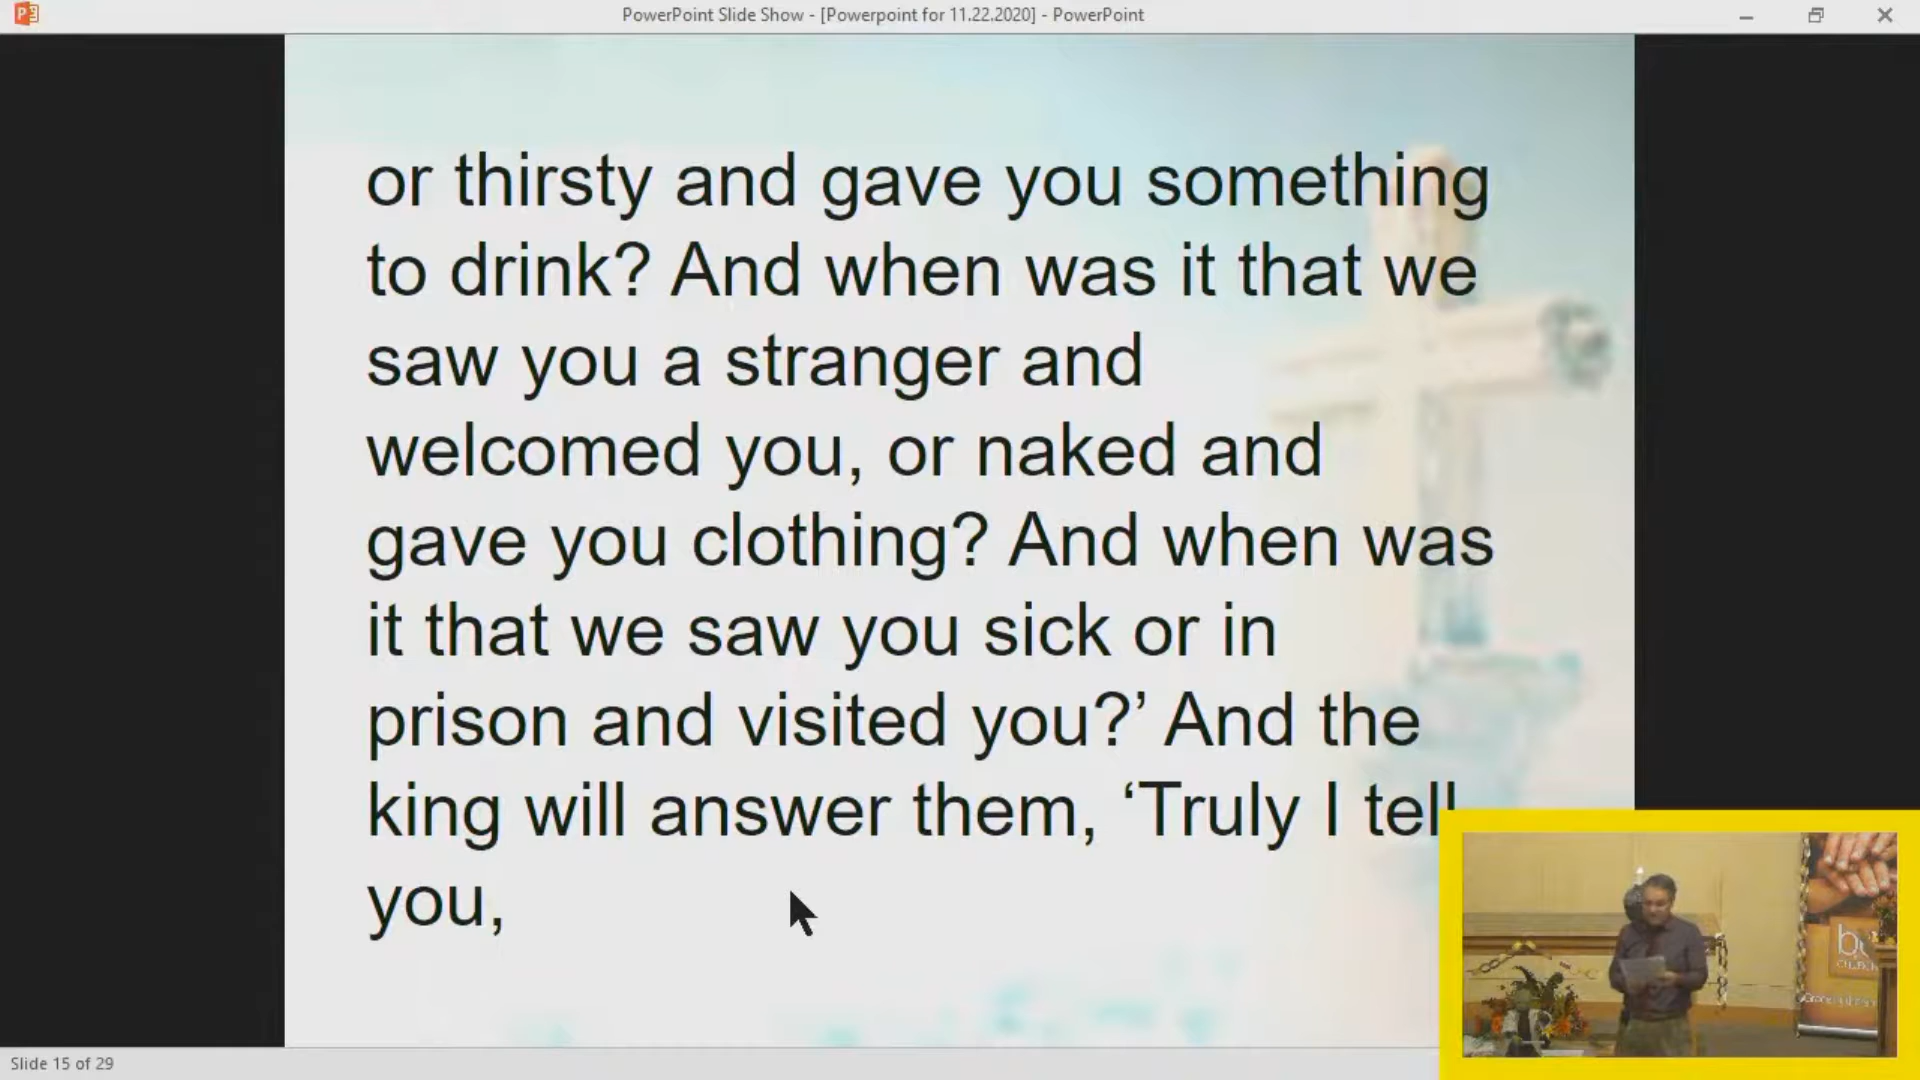 PowerPoint Slide Show - [Powerpoint for 11.22.2020] - PowerPoint
or thirsty and gave you something
to drink? And when was it that we
saw you a stranger and
welcomed you, or naked and
gave you clothing? And when was
it that we saw you sick or in
prison and visited you?’ And the
king will answer them, ‘Truly I tell
you,
Slide 15 of 29